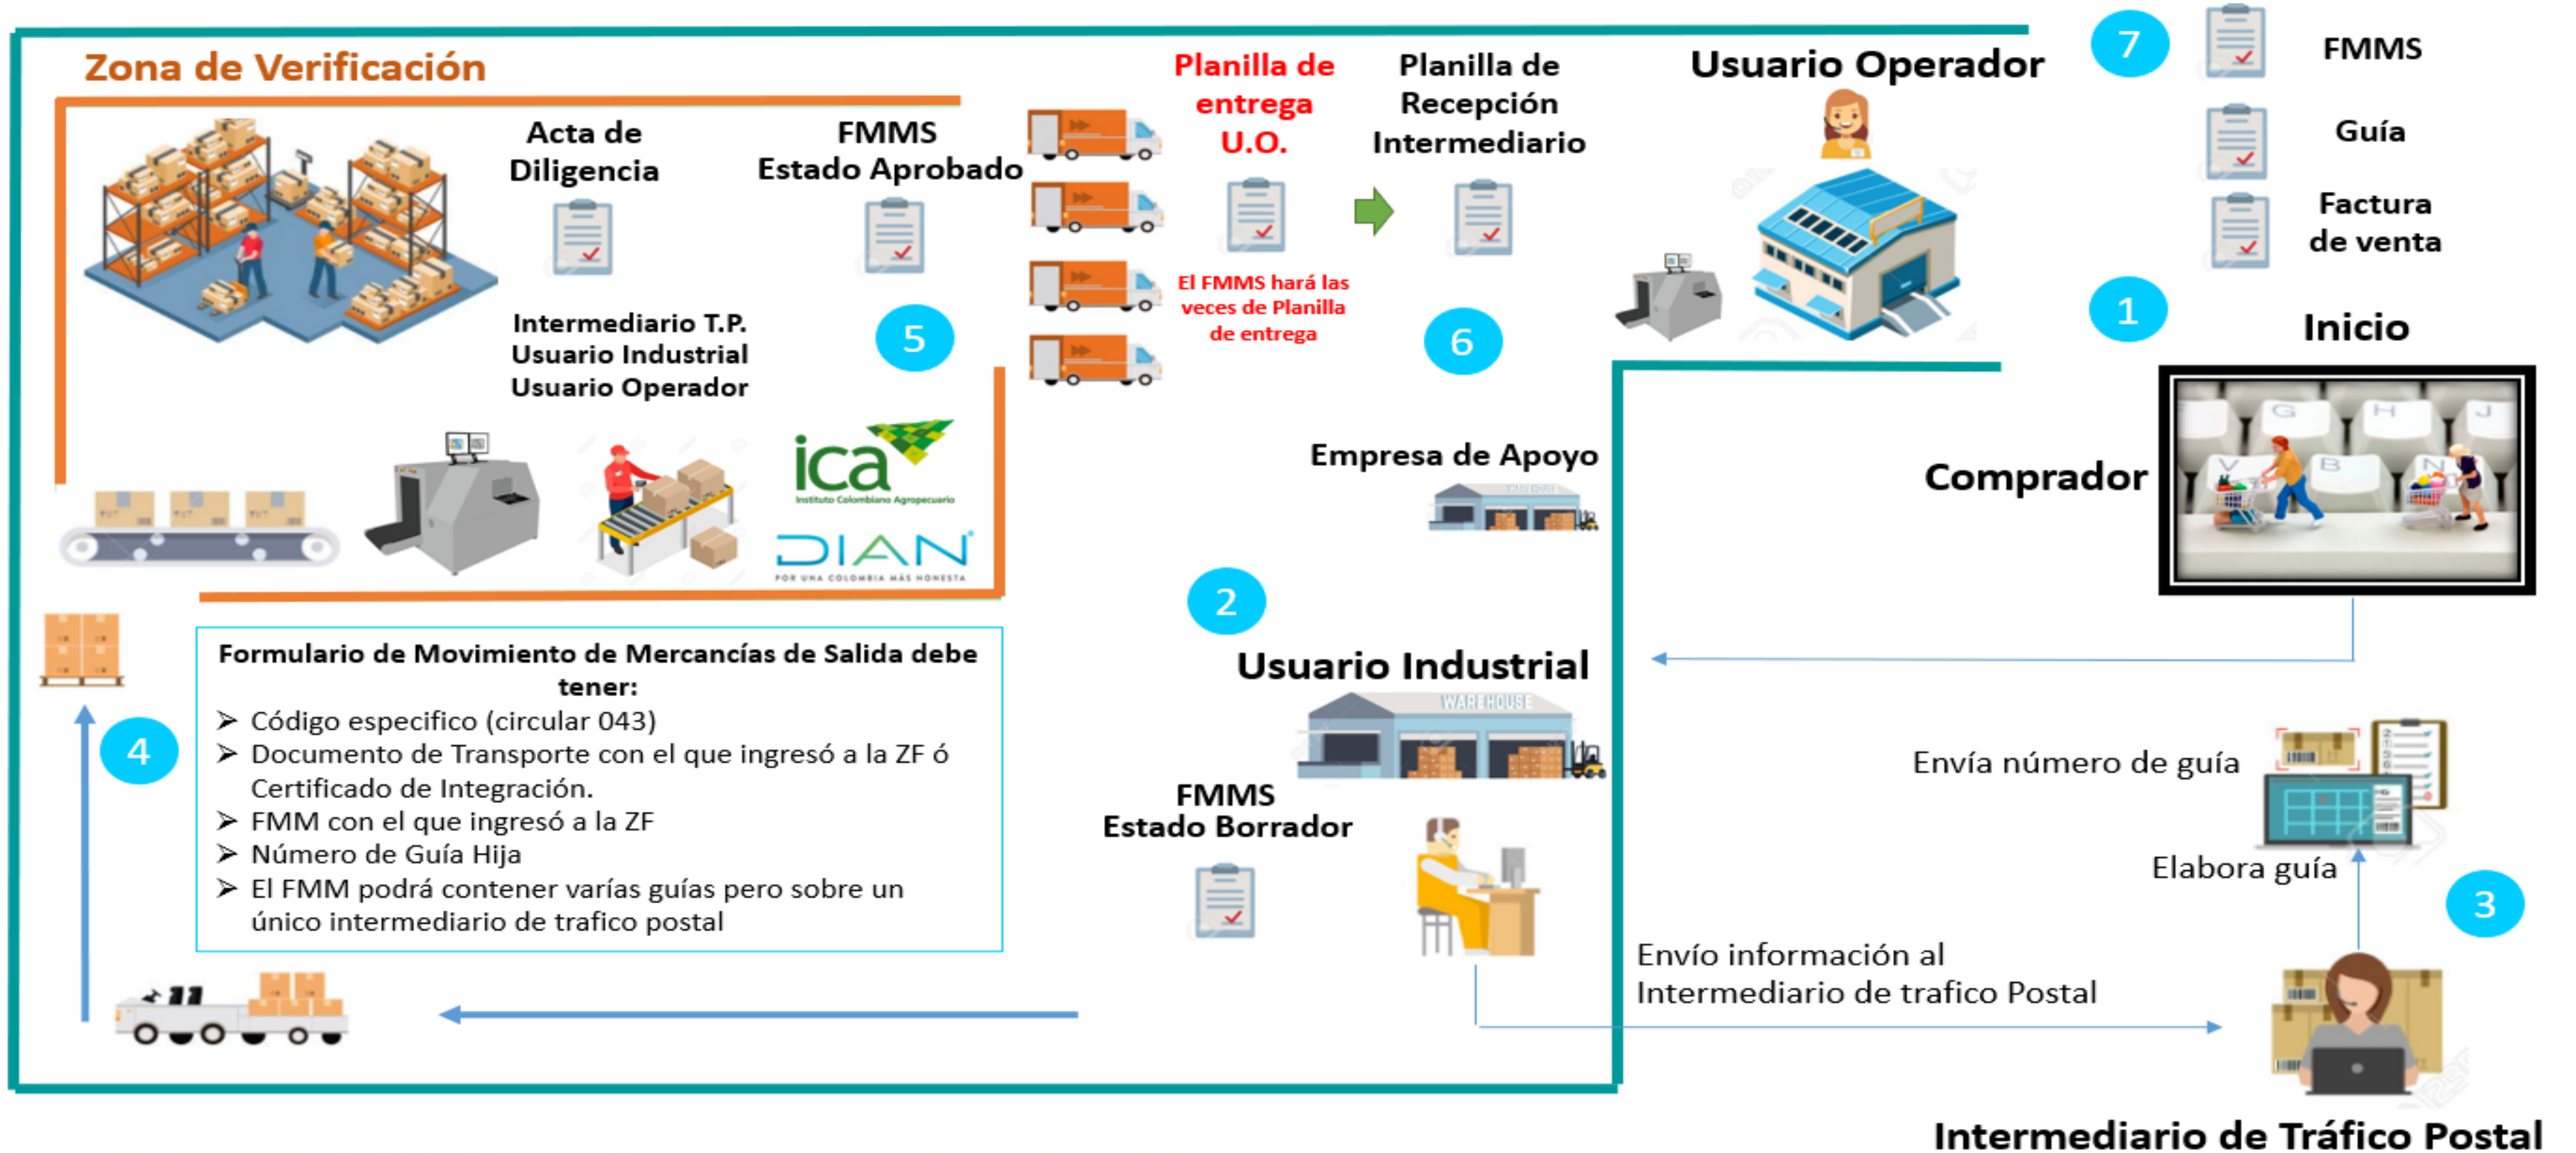 Zona de Verificación
Acta de
Diligencia
FMMS
Estado Aprobado
Intermediario T.P.
Usuario Industrial
Usuario Operador
5
ica
Instituto Colombiano Agropecuario
DIAN
POR UNA COLOMBIA MÁS HONESTA
Planilla de
entrega
U.O.
El FMMS hará las
veces de Planilla
de entrega
Planilla de
Recepción
Intermediario
6
Usuario Operador
7
FMMS
Guía
Factura
de venta
1
Inicio
Comprador
G H J
V B N
Empresa de Apoyo
2
Usuario Industrial
WAREHOUSE
FMMS
Estado Borrador
4
Formulario de Movimiento de Mercancías de Salida debe
tener:
➢ Código especifico (circular 043)
➢ Documento de Transporte con el que ingresó a la ZF ó
Certificado de Integración.
➢ FMM con el que ingresó a la ZF
➢ Número de Guía Hija
➢ El FMM podrá contener varías guías pero sobre un
único intermediario de trafico postal
Envía número de guía
Elabora guía
3
Envío información al
Intermediario de trafico Postal
Intermediario de Tráfico Postal